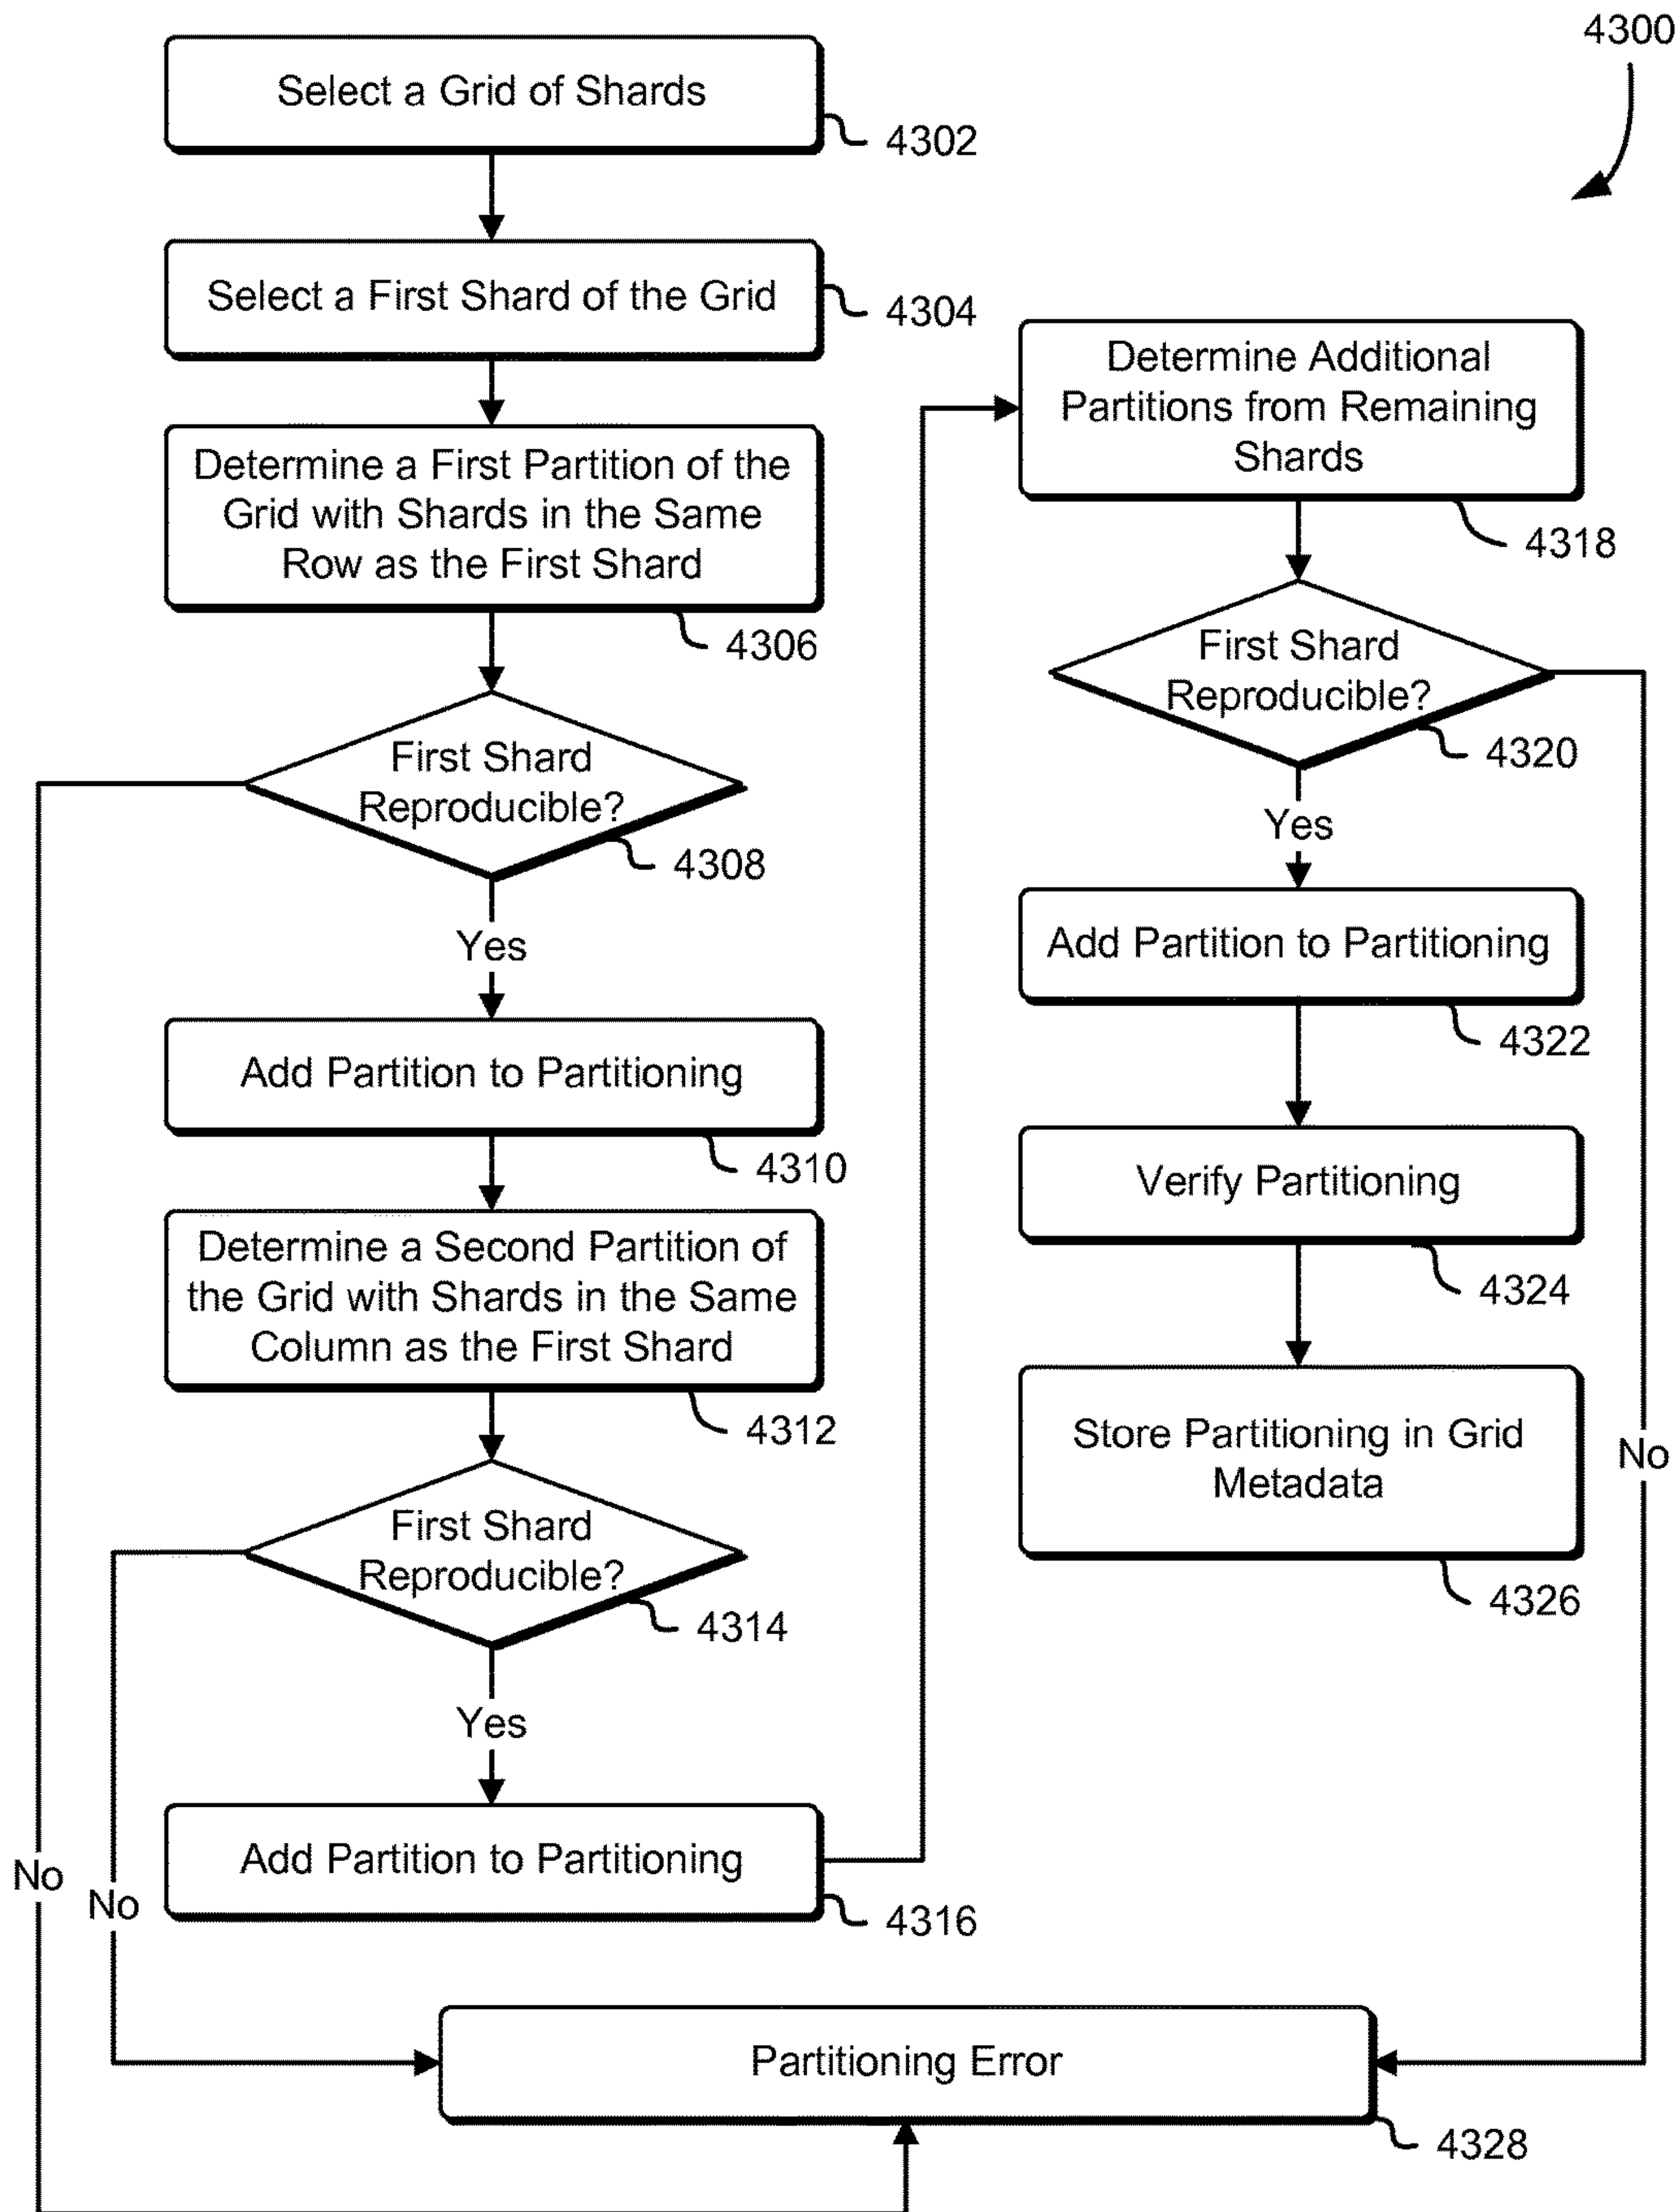 4300
Select a Grid of Shards
4302
Select a First Shard of the Grid
4304
Determine a First Partition of the
Grid with Shards in the Same
Row as the First Shard
4306
First Shard
Reproducible?
4308
Yes
Add Partition to Partitioning
4310
Determine a Second Partition of
the Grid with Shards in the Same
Column as the First Shard
4312
First Shard
Reproducible?
4314
Yes
Add Partition to Partitioning
4316
No
No
Determine Additional
Partitions from Remaining
Shards
4318
First Shard
Reproducible?
4320
Yes
Add Partition to Partitioning
4322
Verify Partitioning
4324
Store Partitioning in Grid
Metadata
4326
No
Partitioning Error
4328